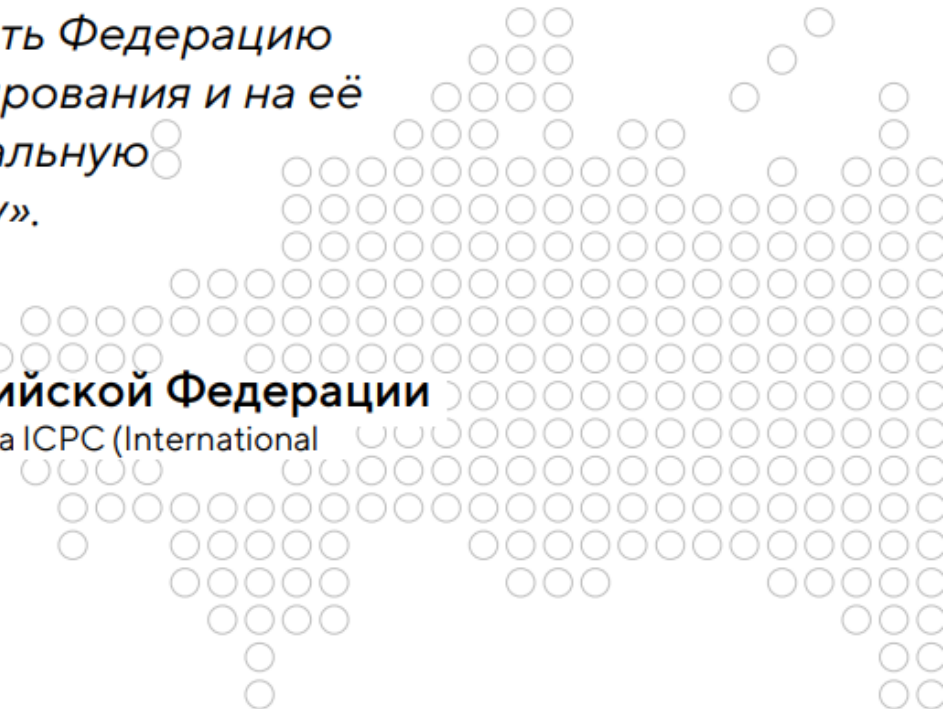 ть Федерацию
рования и на её
альную
у».
ийской Федерации
а ICPC (International